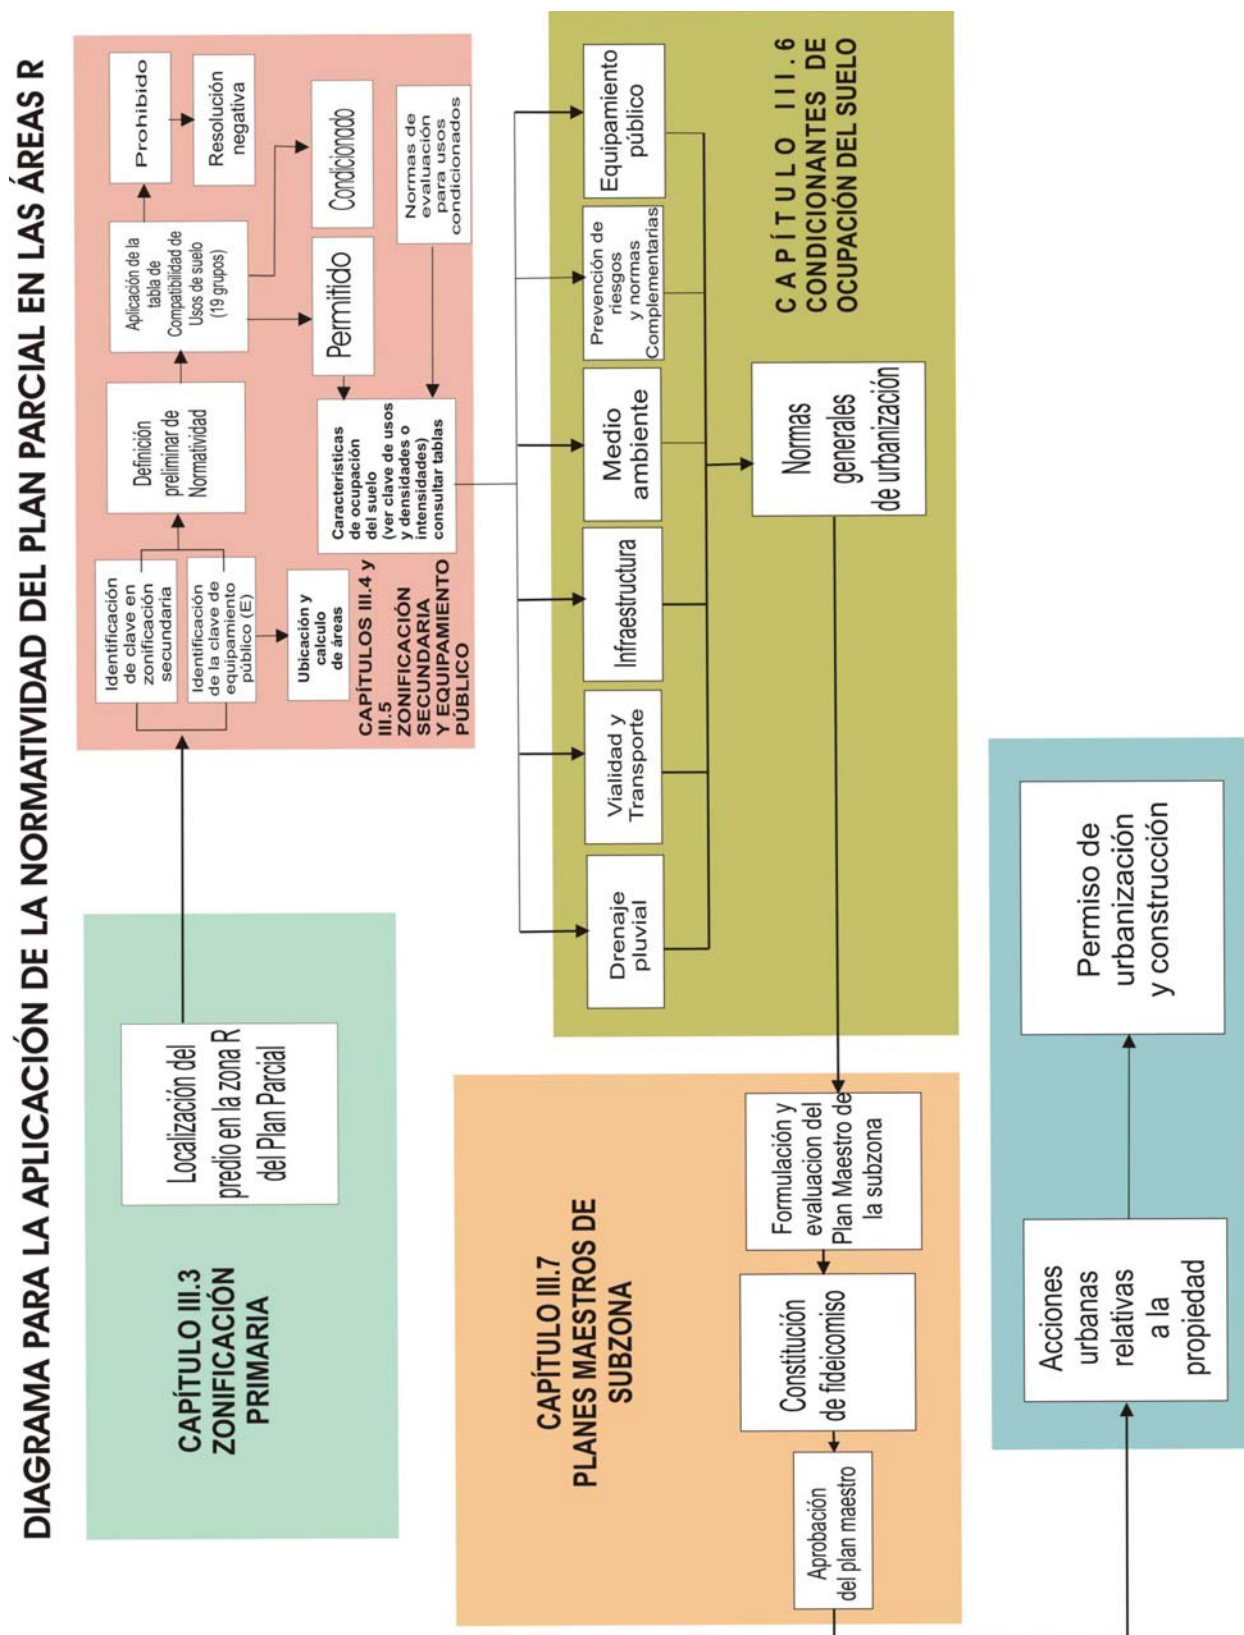 DIAGRAMA PARA LA APLICACIÓN DE LA NORMATIVIDAD DEL PLAN PARCIAL EN LAS ÁREAS R
CAPÍTULO III.3
ZONIFICACIÓN
PRIMARIA
Localización del
predio en la zona R
del Plan Parcial
Identificación
de clave en
zonificación
secundaria
Identificación
de la clave de
equipamiento
público (E)
Ubicación y
calculo
de áreas
Definición
preliminar de
Normatividad
Aplicación de la
tabla de
Compatibilidad de
Usos de suelo
(19 grupos)
Prohibido
Resolución
negativa
Permitido
Condicionado
Características
de ocupación
del suelo
(ver clave de usos
y densidades o
intensidades)
consultar tablas
Normas de
evaluación
para usos
condicionados
CAPÍTULOS III.4 y
III.5
ZONIFICACIÓN
SECUNDARIA
Y EQUIPAMIENTO
PÚBLICO
Drenaje
pluvial
Vialidad y
Transporte
Infraestructura
Medio
ambiente
Prevención de
riesgos
y normas
Complementarias
Equipamiento
público
Normas
generales
de urbanización
CAPÍTULO III.6
CONDICIONANTES DE
OCUPACIÓN DEL SUELO
CAPÍTULO III.7
PLANES MAESTROS DE
SUBZONA
Formulación y
evaluacion del
Plan Maestro de
la subzona
Constitución
de fideicomiso
Aprobación
del plan maestro
Acciones
urbanas
relativas
a la
propiedad
Permiso de
urbanización
y construcción